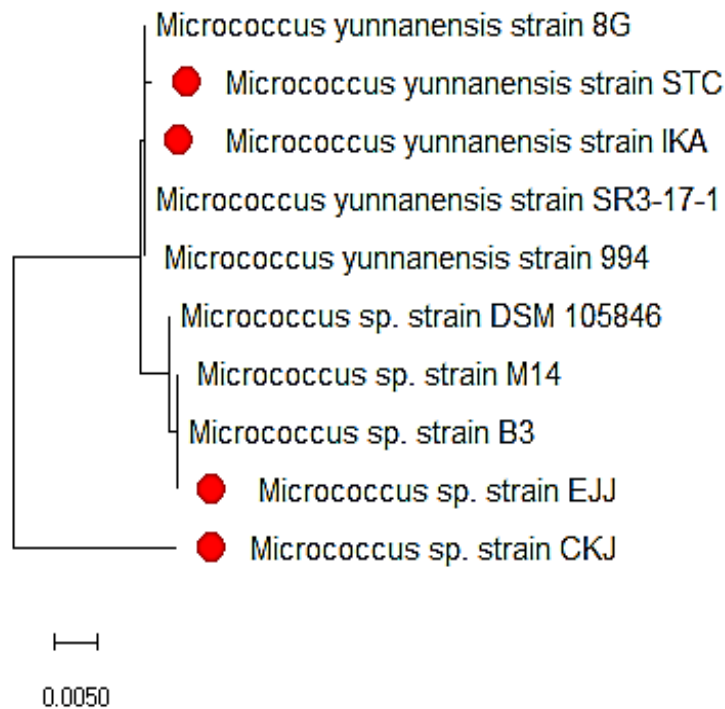 Micrococcus yunnanensis strain 8G
Micrococcus yunnanensis strain STC
Micrococcus yunnanensis strain IKA
Micrococcus yunnanensis strain SR3-17-1
Micrococcus yunnanensis strain 994
Micrococcus sp. strain DSM 105846
Micrococcus sp. strain M14
Micrococcus sp. strain B3
Micrococcus sp. strain EJJ
Micrococcus sp. strain CKJ
0.0050